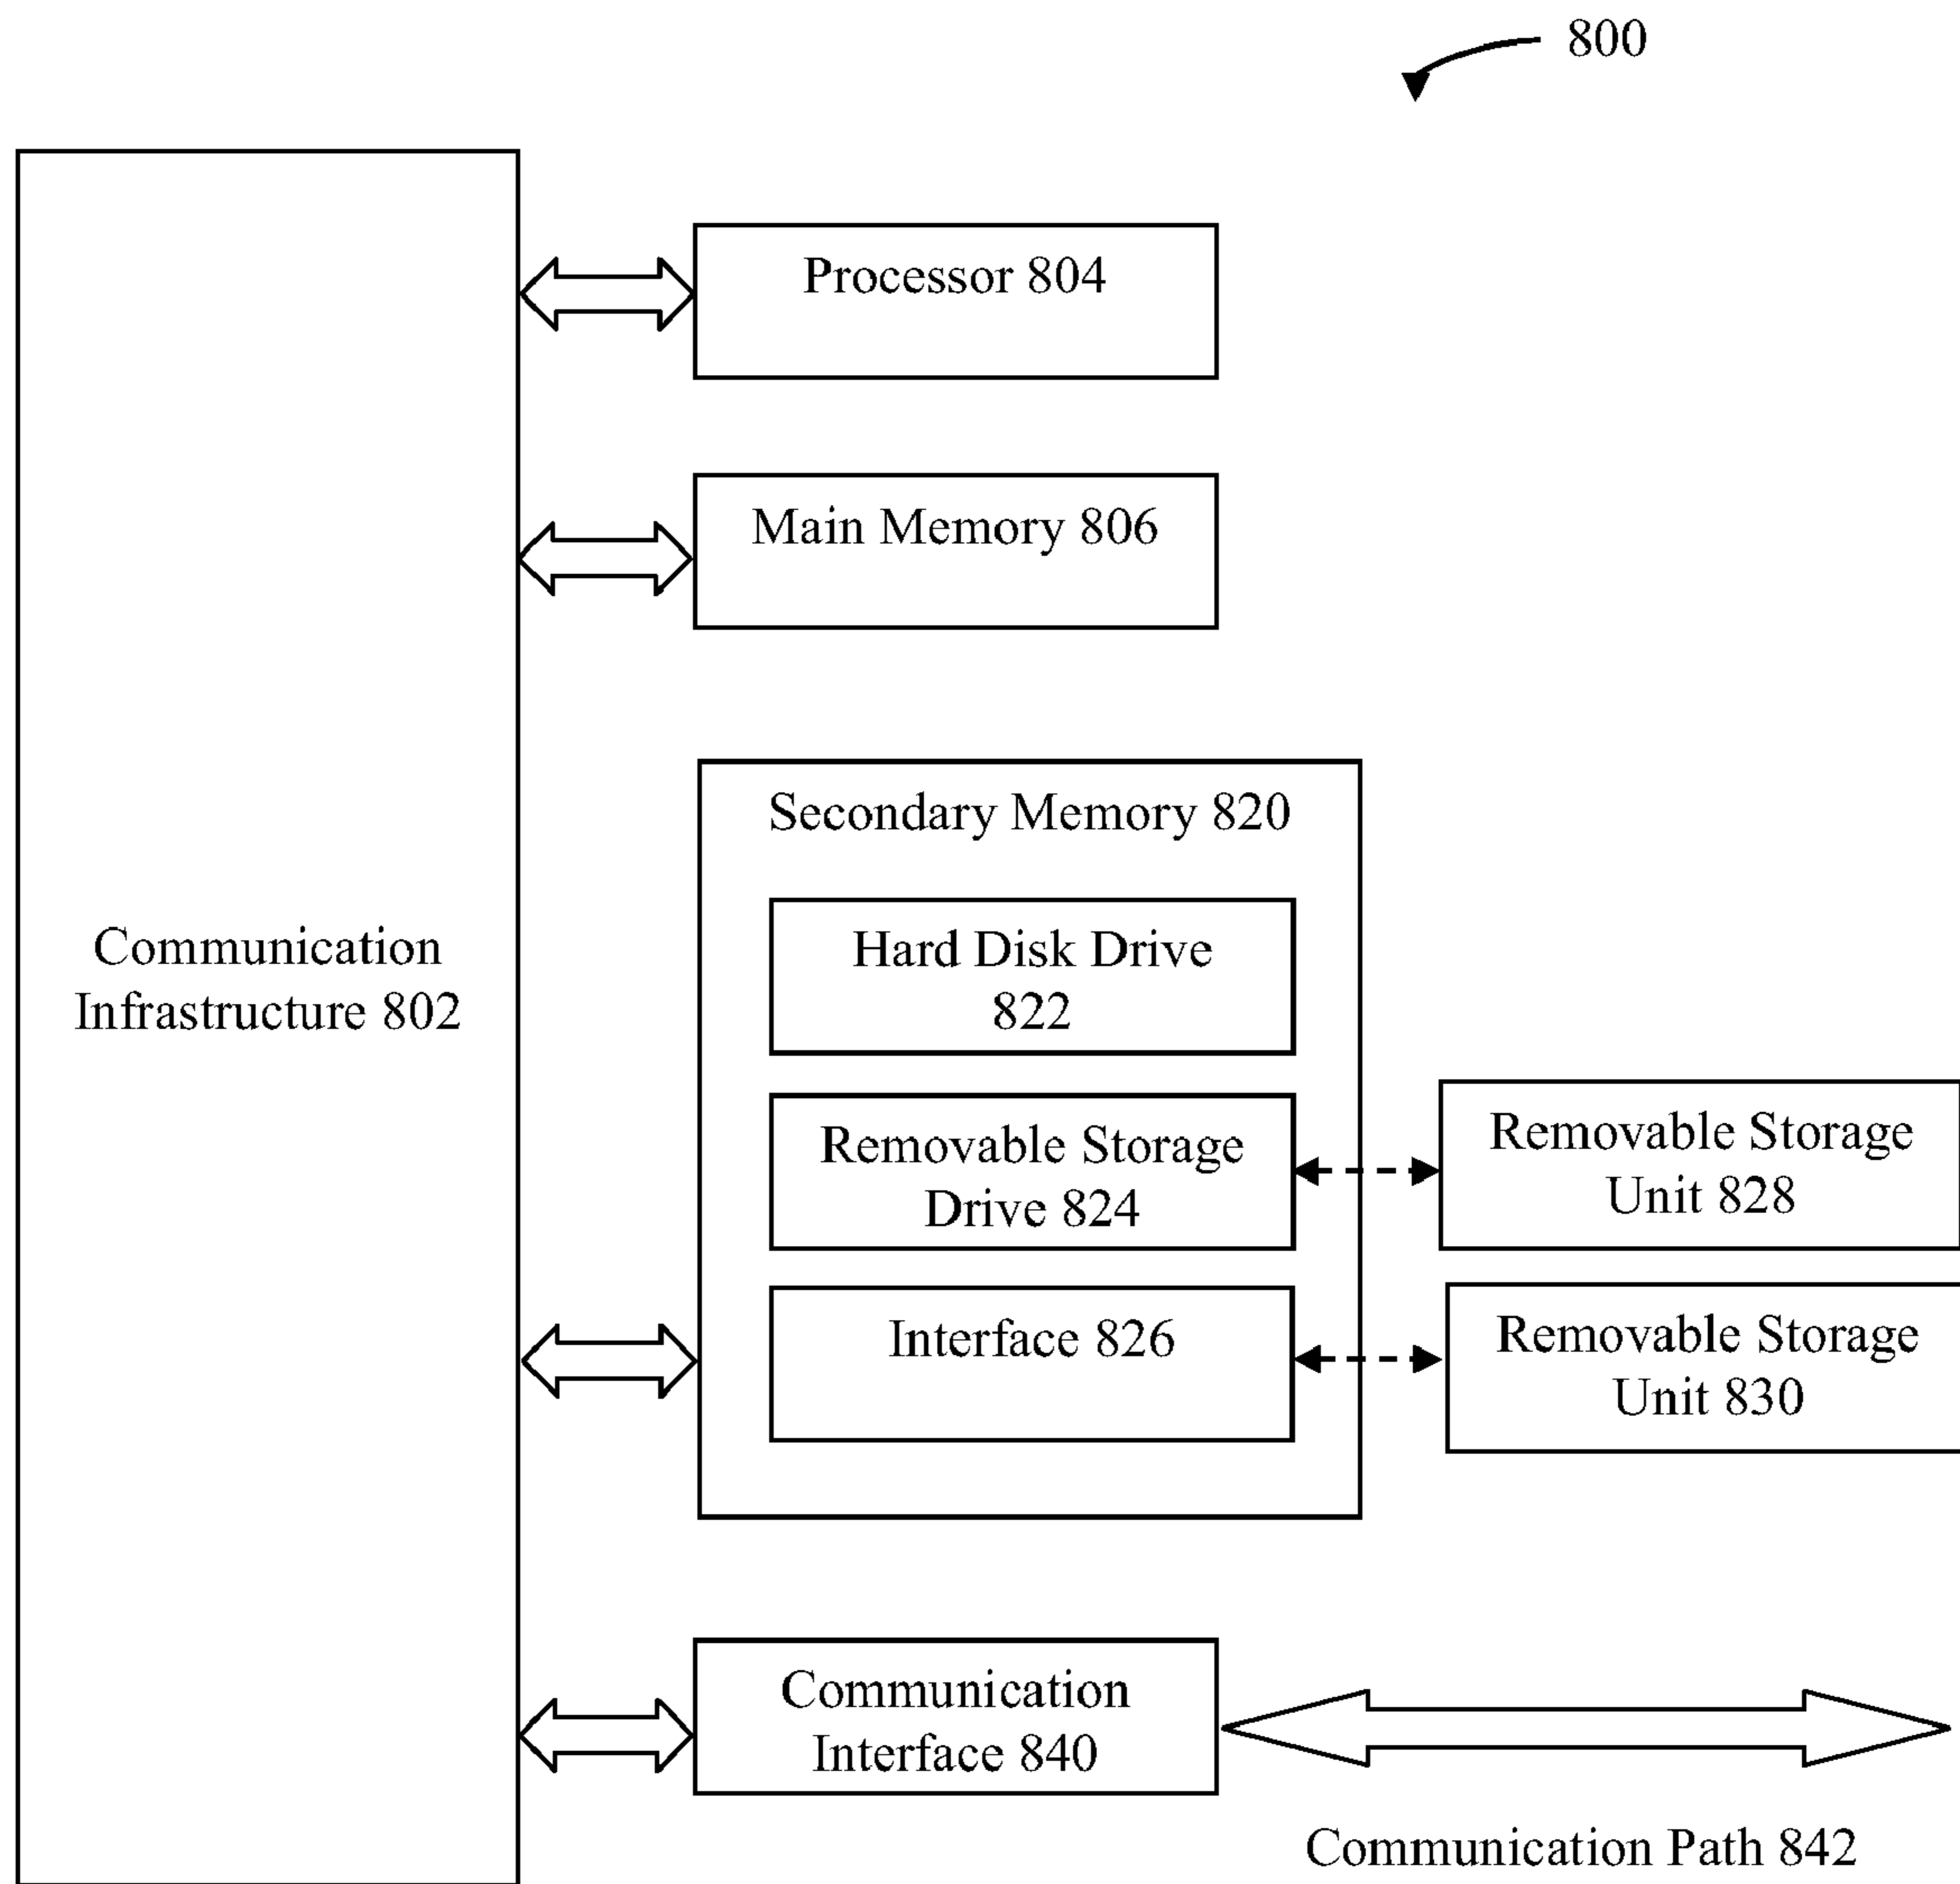 800
Processor 804
Main Memory 806
Secondary Memory 820
Communication
Infrastructure 802
Hard Disk Drive
822
Removable Storage
Drive 824
Removable Storage
Unit 828
Interface 826
Removable Storage
Unit 830
Communication
Interface 840
Communication Path 842